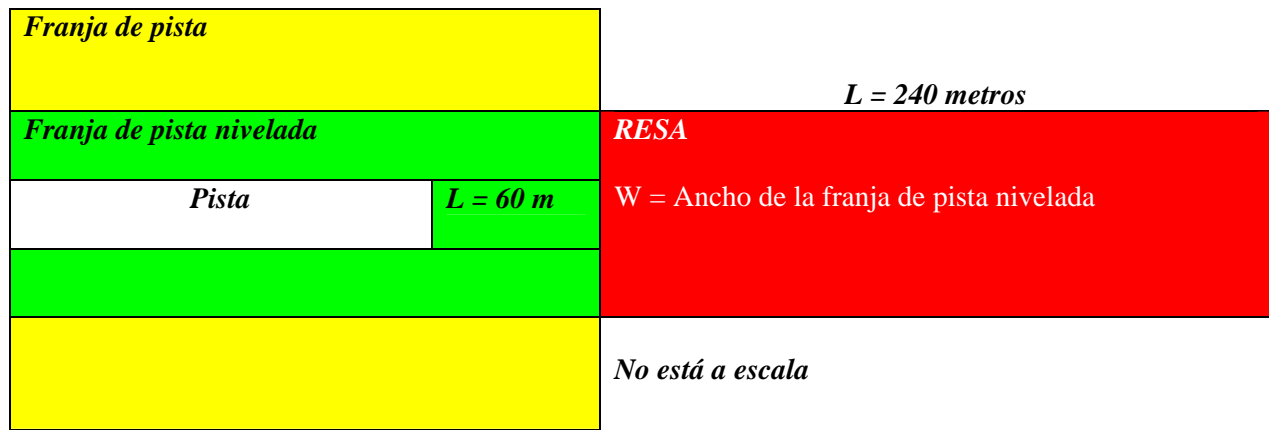 Franja de pista
L = 240 metros
Franja de pista nivelada
RESA
Pista
L = 60 m
W = Ancho de la franja de pista nivelada
No está a escala